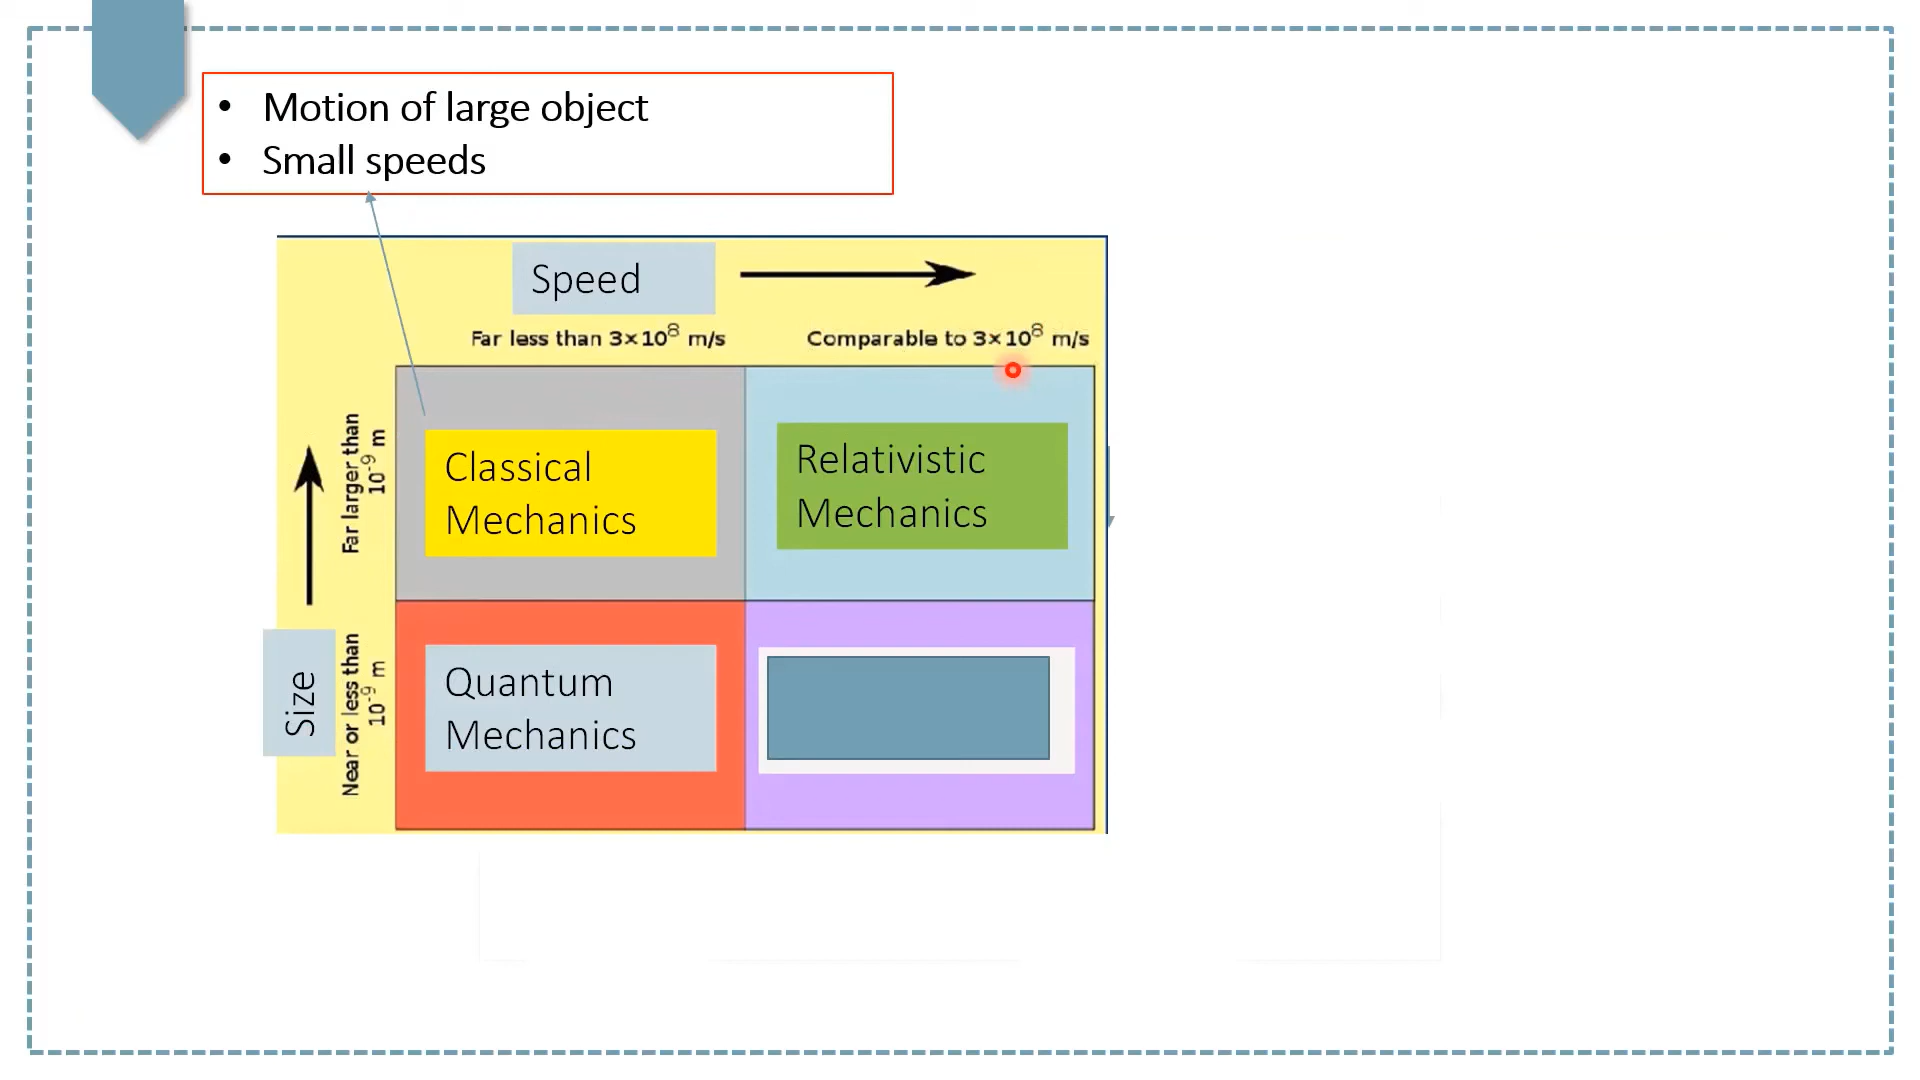 • Motion of large object
• Small speeds
Speed
Far less than 3×10⁸ m/s
Comparable to 3×10⁸ m/s
Far larger than
10⁻⁹ m
Classical
Mechanics
Relativistic
Mechanics
Size
Near or less than
10⁻⁹ m
Quantum
Mechanics